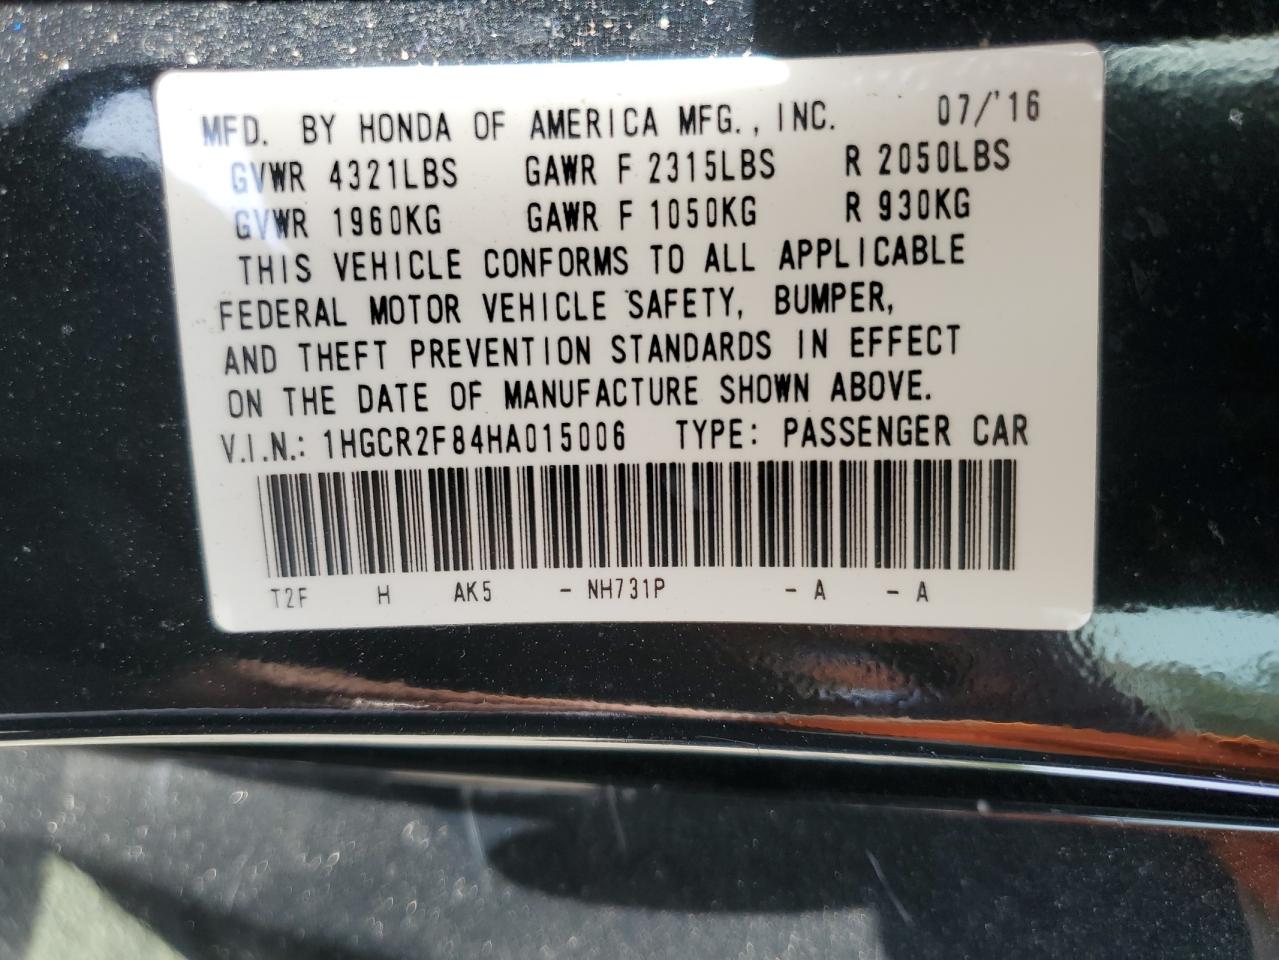 MFD. BY HONDA OF AMERICA MFG., INC. 07/'16
GVWR 4321LBS GAWR F 2315LBS R 2050LBS
GVWR 1960KG GAWR F 1050KG R 930KG
THIS VEHICLE CONFORMS TO ALL APPLICABLE
FEDERAL MOTOR VEHICLE SAFETY, BUMPER,
AND THEFT PREVENTION STANDARDS IN EFFECT
ON THE DATE OF MANUFACTURE SHOWN ABOVE.
V.I.N.: 1HGCR2F84HA015006 TYPE: PASSENGER CAR
T2F H AK5 - NH731P - A - A